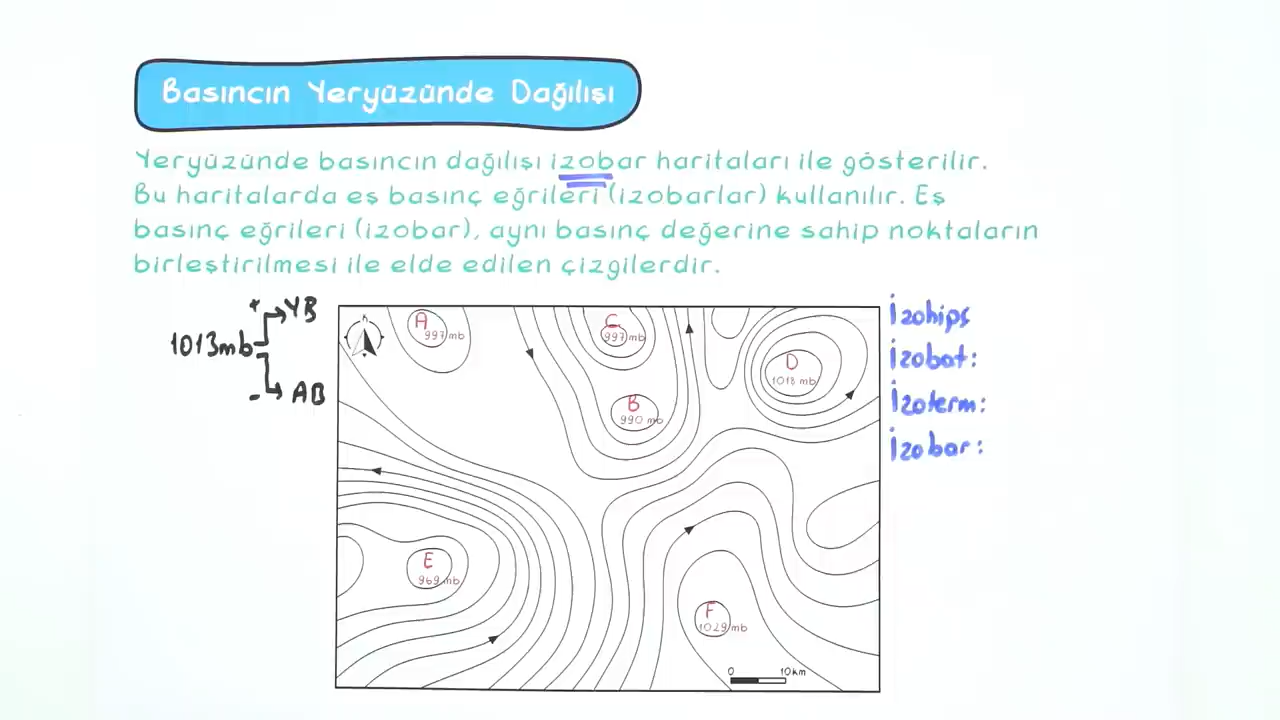 Basıncın Yeryüzünde Dağılışı
Yeryüzünde basıncın dağılışı izobar haritaları ile gösterilir.
Bu haritalarda eş basınç eğrileri (izobarlar) kullanılır. Eş
basınç eğrileri (izobar), aynı basınç değerine sahip noktaların
birleştirilmesi ile elde edilen çizgilerdir.
+ YB
1013mb
- AB
A
997 mb
C
997 mb
D
1018 mb
B
990 mb
E
969 mb
F
1029 mb
0 10km
İzohips
İzobat:
İzoterm:
İzobar: